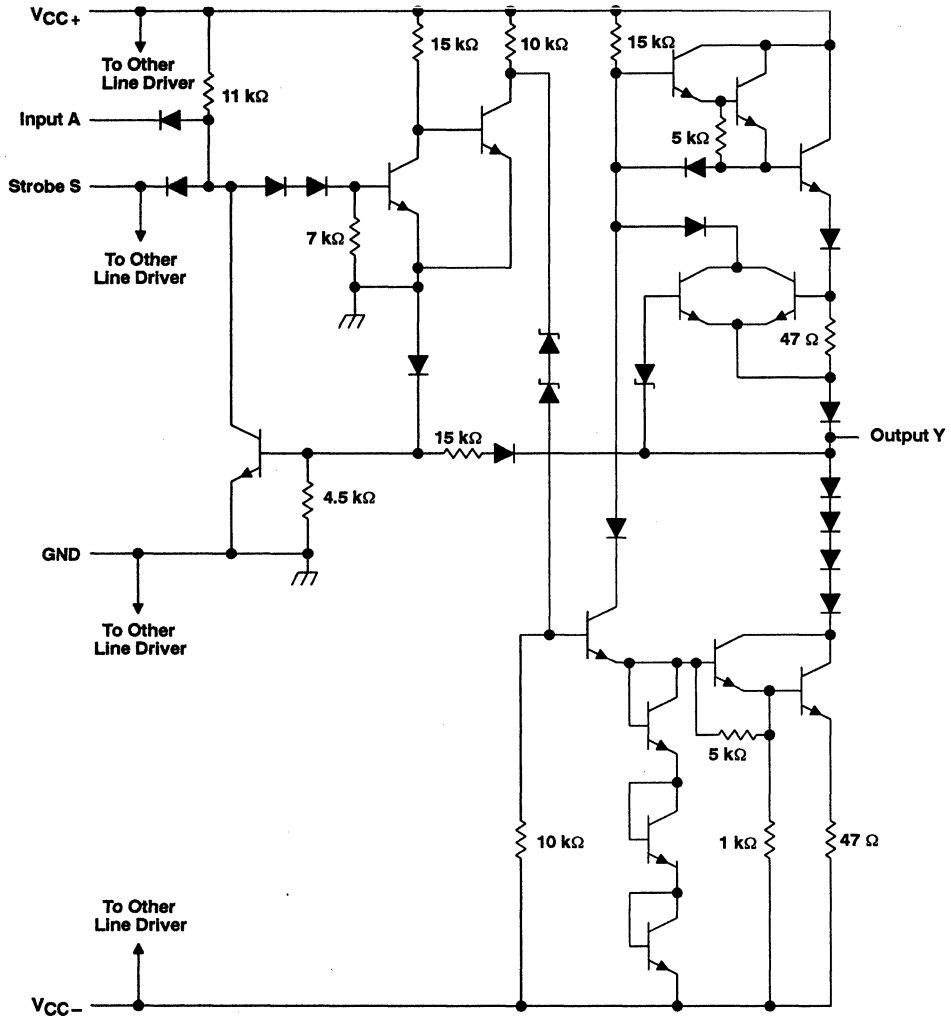 VCC+
15 kΩ
10 kΩ
15 kΩ
To Other
Line Driver
11 kΩ
Input A
5 kΩ
Strobe S
7 kΩ
To Other
Line Driver
47 Ω
15 kΩ
Output Y
4.5 kΩ
GND
To Other
Line Driver
5 kΩ
10 kΩ
1 kΩ
47 Ω
To Other
Line Driver
VCC−